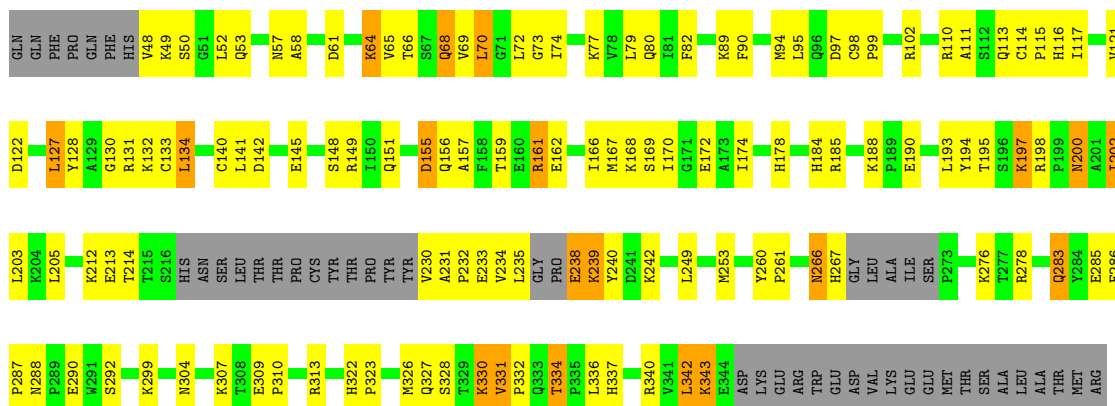 GLN GLN PHE PRO GLN PHE HIS V48 K49 S50 G51 L52 Q53 N57 A58 D61 K64 V65 T66 S67 Q68 V69 L70 G71 L72 G73 I74 K77 V78 L79 Q80 I81 F82 K89 F90 M94 L95 Q96 D97 C98 P99 R102 R110 A111 S112 Q113 C114 P115 H116 I117
D122 L127 Y128 A129 G130 R131 K132 C133 L134 C140 L141 D142 E145 S148 R149 I150 Q151 D155 Q156 A157 F158 T159 E160 R161 E162 I166 M167 K168 S169 I170 G171 E172 A173 I174 H178 H184 R185 K188 P189 E190 L193 Y194 T195 S196 K197 R198 P199 N200 A201
L203 K204 L205 K212 E213 T214 T215 S216 HIS ASN SER LEU THR THR PRO CYS TYR THR PRO TYR TYR V230 A231 P232 E233 V234 L235 GLY PRO E238 K239 Y240 D241 K242 L249 M253 Y260 P261 N266 H267 GLY LEU ALA ILE SER P273 K276 T277 R278 Q283 Y284 E285
P287 N288 P289 E290 W291 S292 K299 N304 K307 T308 E309 P310 R313 H322 P323 M326 Q327 S328 T329 K330 V331 P332 Q333 T334 P335 L336 H337 R340 V341 L342 K343 E344 ASP LYS GLU ARG TRP GLU ASP VAL LYS GLU GLU MET THR SER ALA LEU ALA THR MET ARG